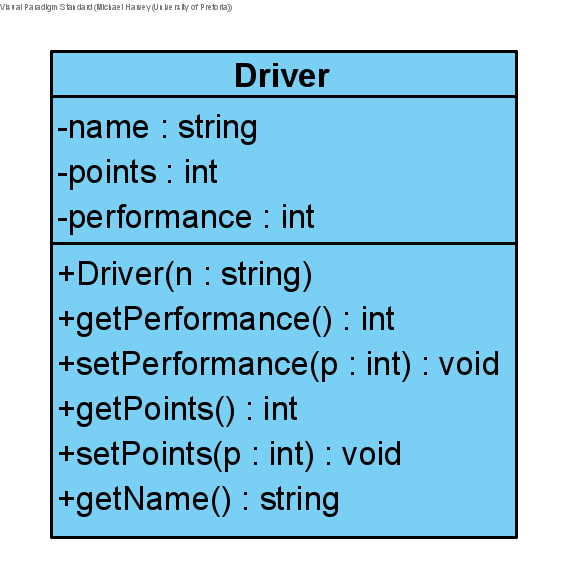 Visual Paradigm Standard (Michael Harvey (University of Pretoria))
Driver
-name : string
-points : int
-performance : int
+Driver(n : string)
+getPerformance() : int
+setPerformance(p : int) : void
+getPoints() : int
+setPoints(p : int) : void
+getName() : string